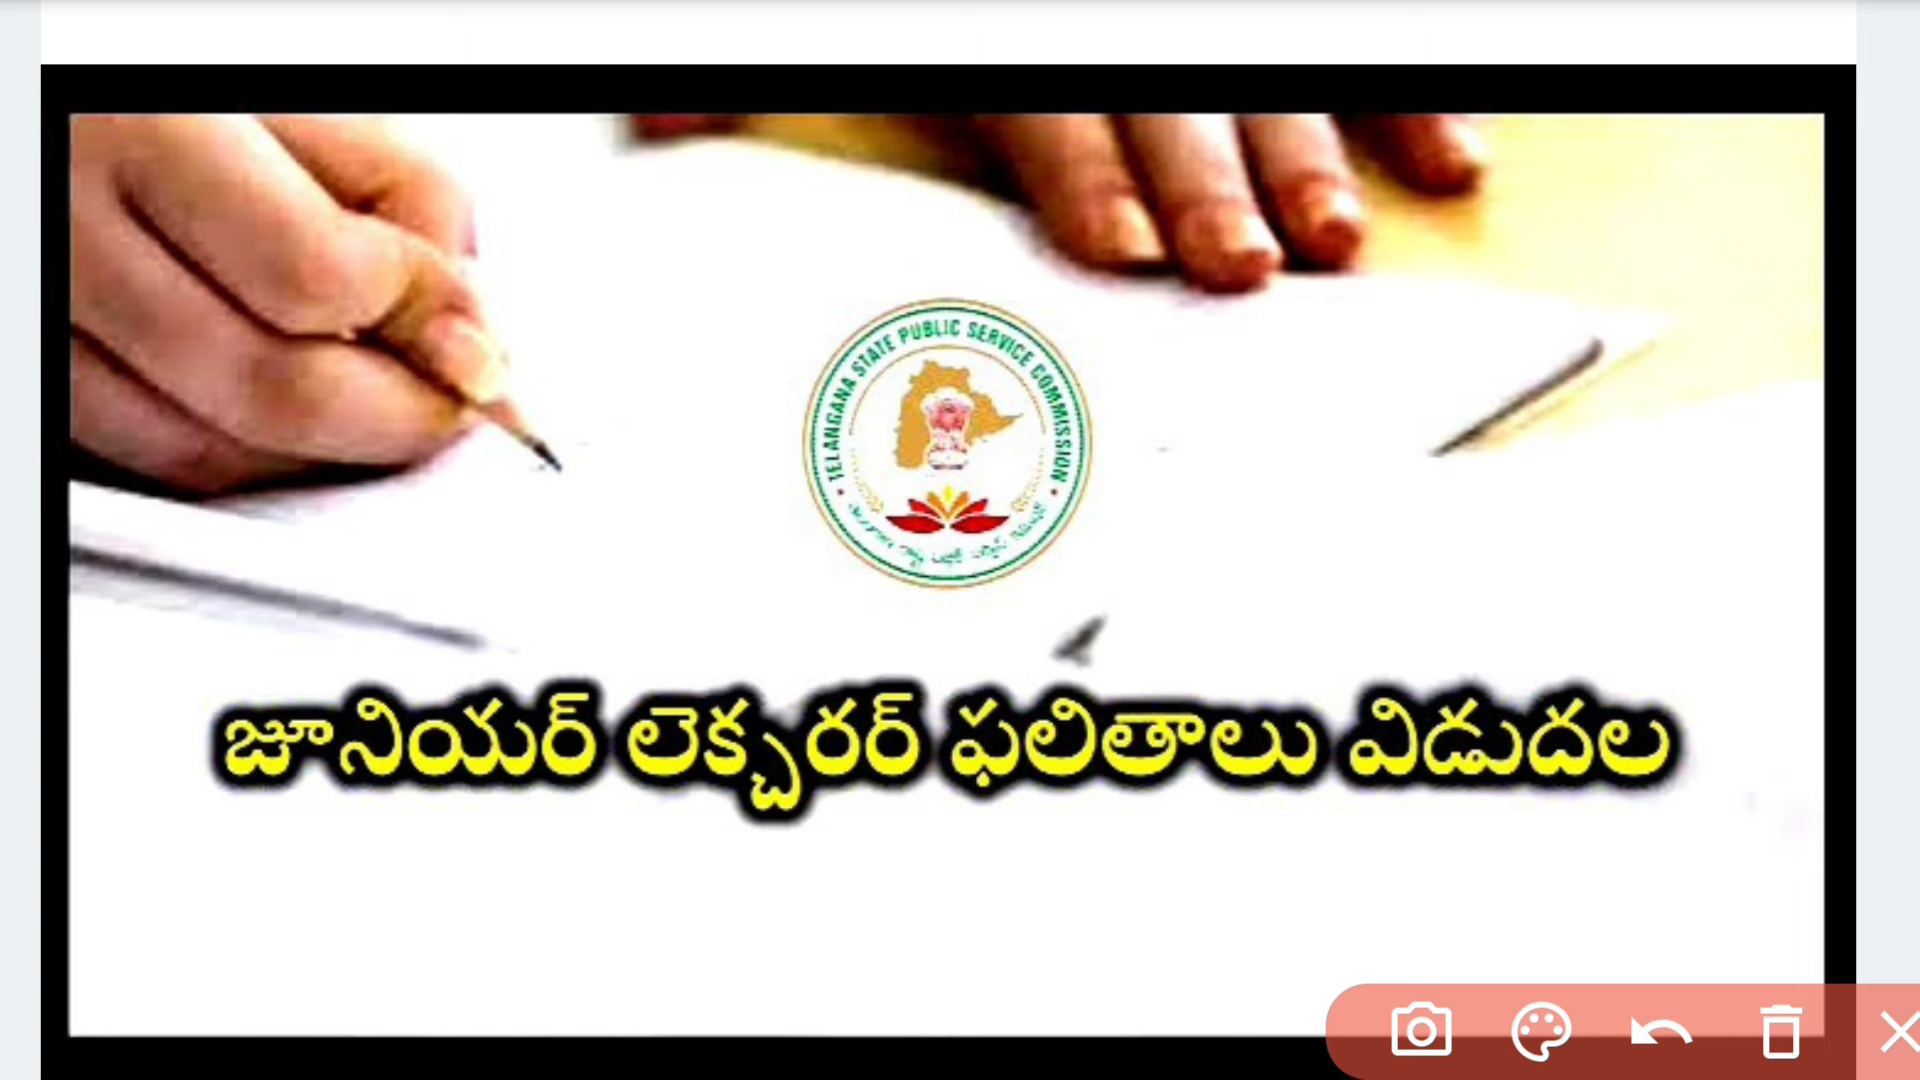 TELANGANA STATE PUBLIC SERVICE COMMISSION
జూనియర్ లెక్చరర్ ఫలితాలు విడుదల